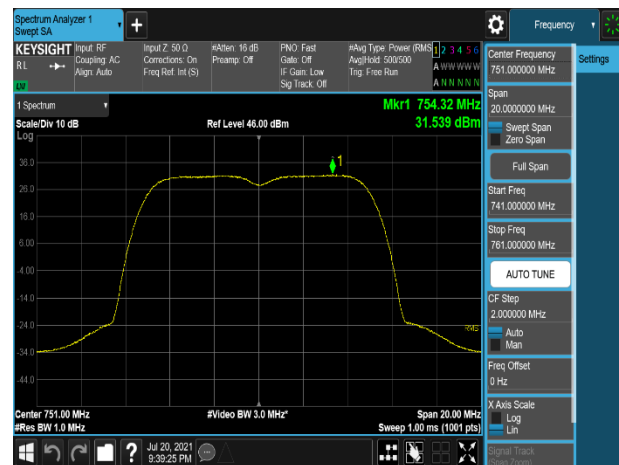 Spectrum Analyzer 1
Swept SA
+
Frequency
KEYSIGHT
R L
LW
Input: RF
Coupling: AC
Align: Auto
Input Z: 50 Ω
Corrections: On
Freq Ref: Int (S)
#Atten: 16 dB
Preamp: Off
PNO: Fast
Gate: Off
IF Gain: Low
Sig Track: Off
#Avg Type: Power (RMS
Avg|Hold: 500/500
Trig: Free Run
1 2 3 4 5 6
A W W W W W
A N N N N N
Center Frequency
751.000000 MHz
Settings
Span
20.0000000 MHz
Swept Span
Zero Span
Full Span
Start Freq
741.000000 MHz
Stop Freq
761.000000 MHz
AUTO TUNE
CF Step
2.000000 MHz
Auto
Man
Freq Offset
0 Hz
X Axis Scale
Log
Lin
Signal Track
(Span Zoom)
1 Spectrum
Scale/Div 10 dB
Log
Ref Level 46.00 dBm
Mkr1 754.32 MHz
31.539 dBm
36.0
26.0
16.0
6.00
-4.00
-14.0
-24.0
-34.0
-44.0
1
RMS
Center 751.00 MHz
#Res BW 1.0 MHz
#Video BW 3.0 MHz*
Span 20.00 MHz
Sweep 1.00 ms (1001 pts)
?
Jul 20, 2021
9:39:25 PM